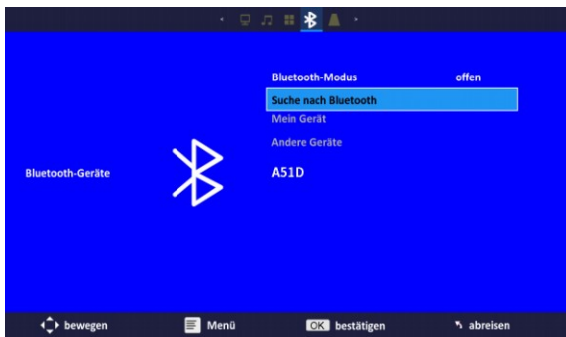 Bluetooth-Modus offen
Suche nach Bluetooth
Mein Gerät
Andere Geräte
Bluetooth-Geräte
A51D
bewegen Menü OK bestätigen abreisen